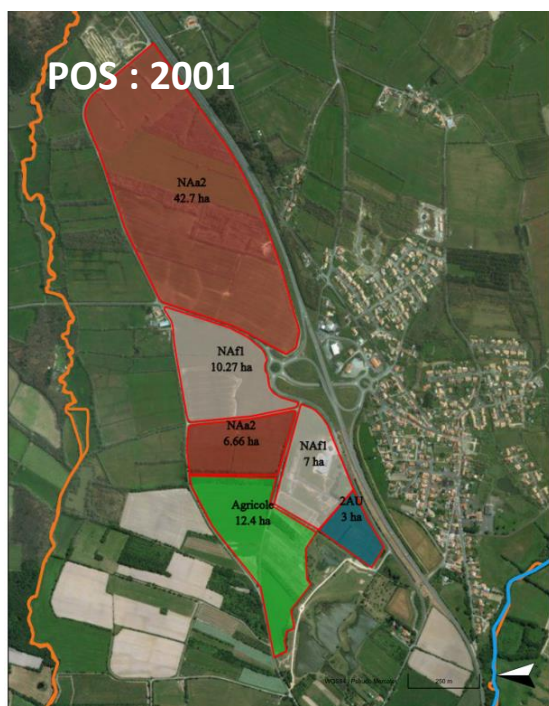 POS : 2001
NAa2
42.7 ha
NAf1
10.27 ha
NAa2
6.66 ha
NAf1
7 ha
Agricole
12.4 ha
2AU
3 ha
250 m